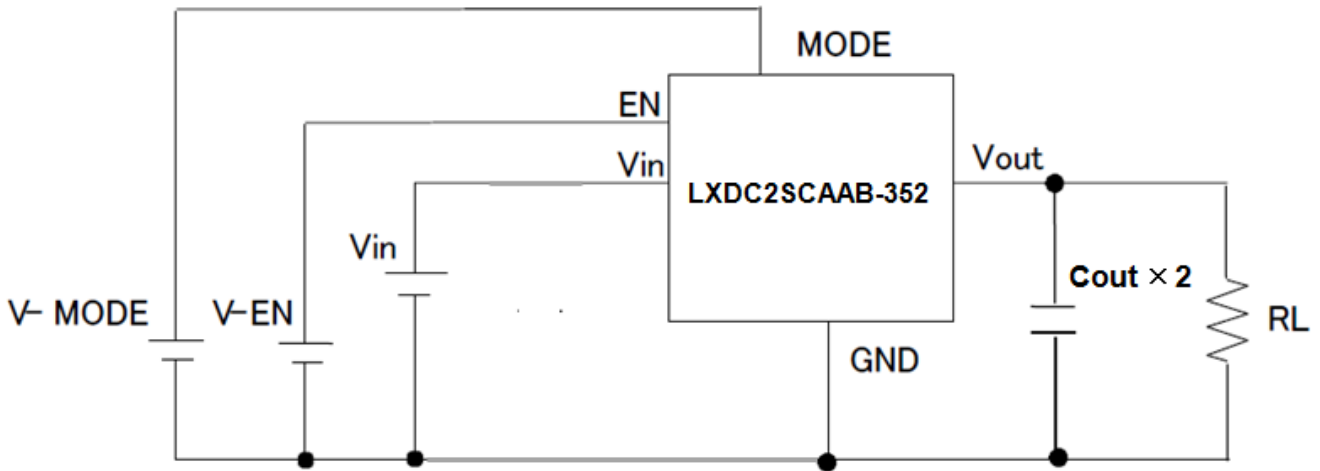 MODE
EN
Vin
LXDC2SCAAB-352
Vout
Vin
V- MODE
V-EN
Cout × 2
RL
GND